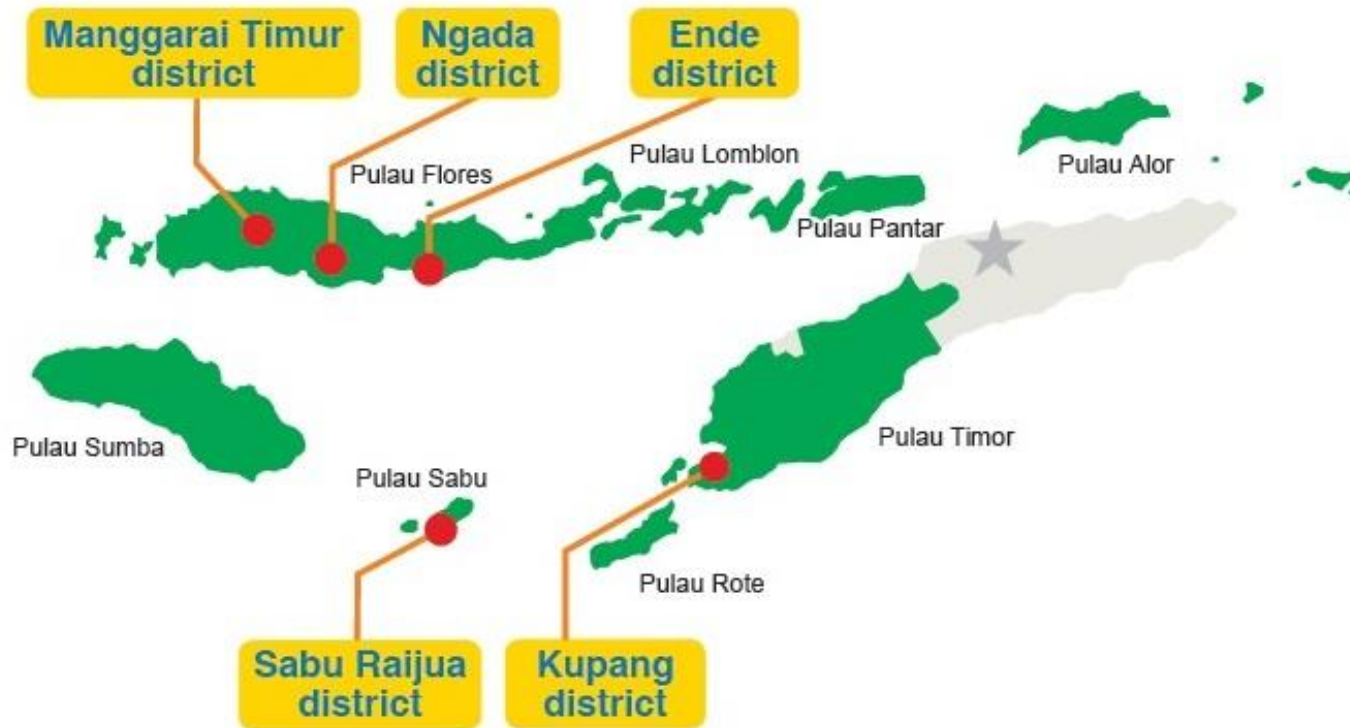 Manggarai Timur
district
Ngada
district
Ende
district
Pulau Flores
Pulau Lomblon
Pulau Alor
Pulau Pantar
Pulau Sumba
Pulau Sabu
Pulau Timor
Pulau Rote
Sabu Raijua
district
Kupang
district